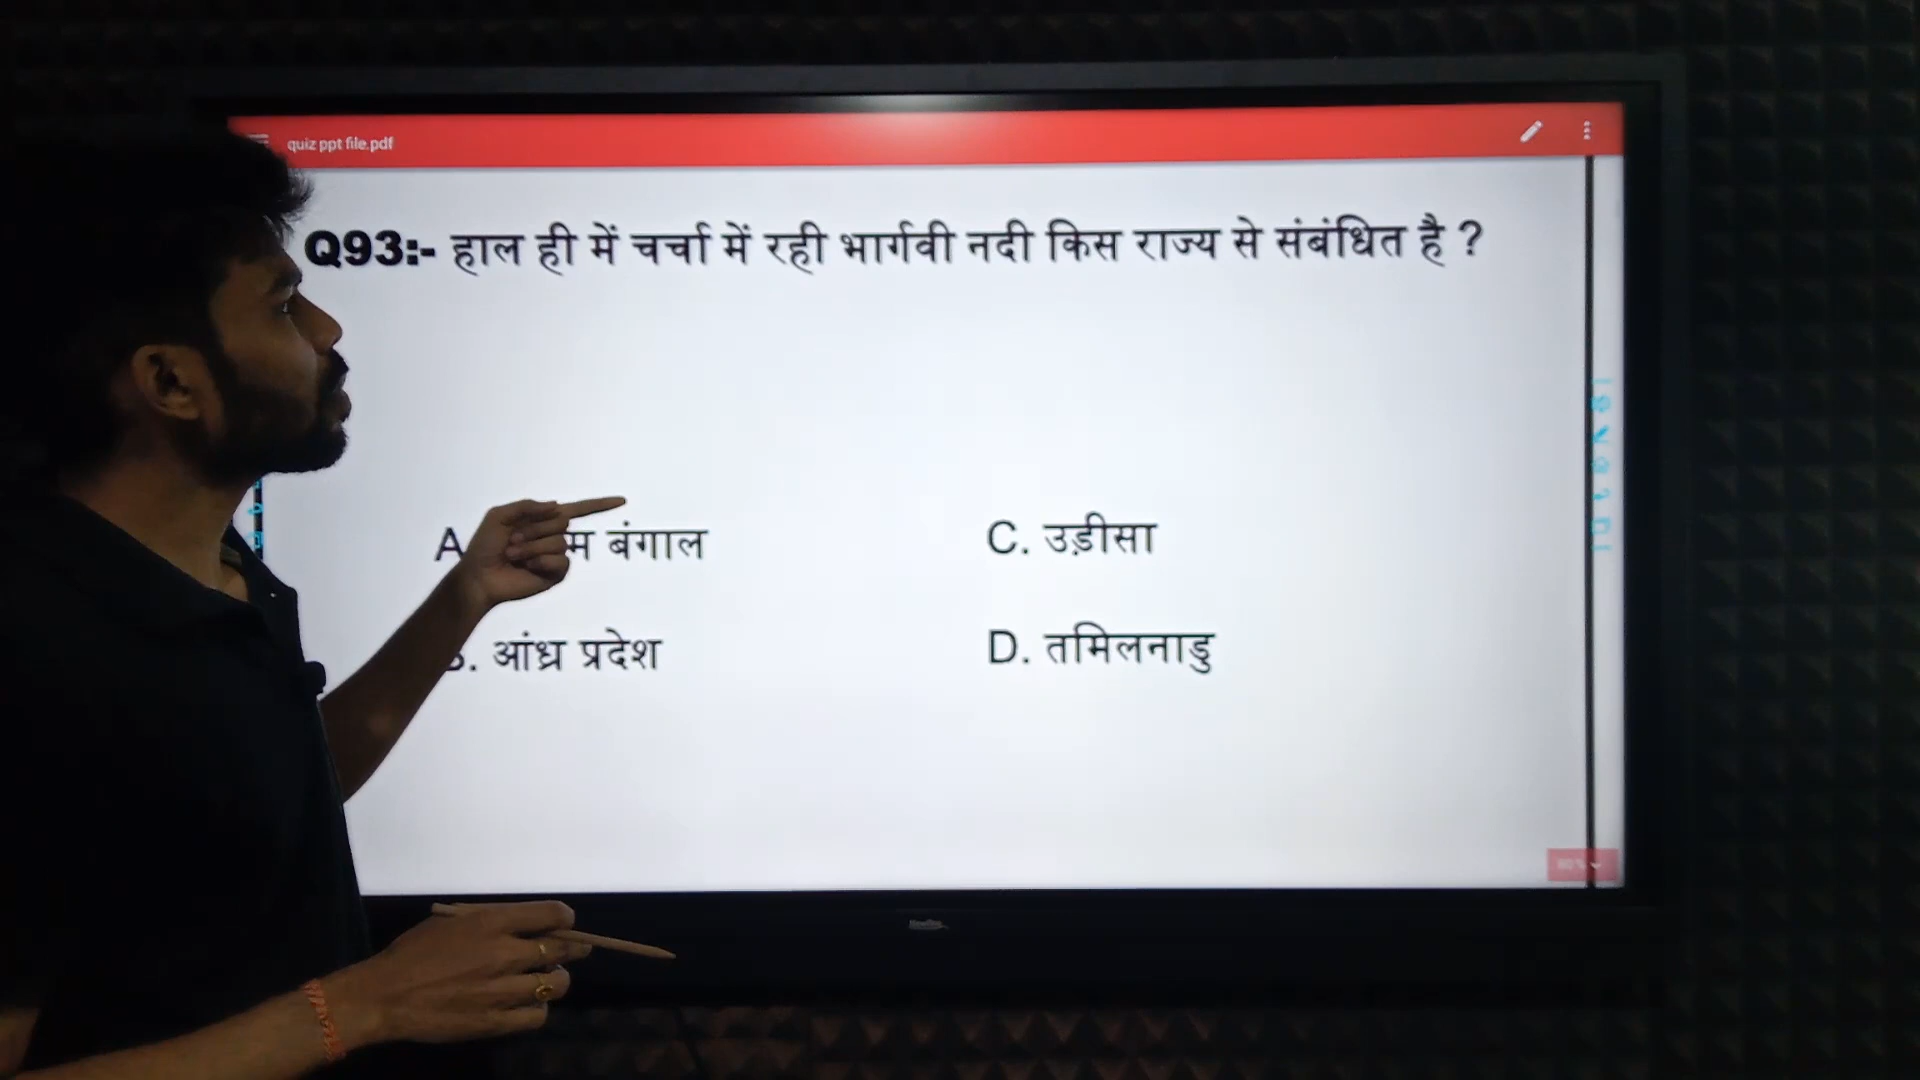 quiz ppt file.pdf
Q93:- हाल ही में चर्चा में रही भार्गवी नदी किस राज्य से संबंधित है ?
A बंगाल
C. उड़ीसा
. आंध्र प्रदेश
D. तमिलनाडु